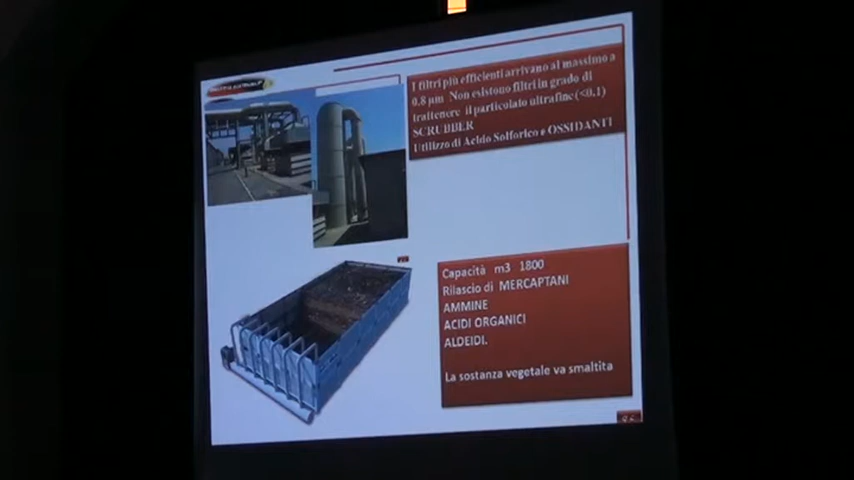 I filtri più efficienti arrivano al massimo a
0.8 µm Non esistono filtri in grado di
trattenere il particolato ultrafine(<0.1)
SCRUBBER
Utilizzo di Acido Solforico e OSSIDANTI
Capacità m3 1800
Rilascio di MERCAPTANI
AMMINE
ACIDI ORGANICI
ALDEIDI.
La sostanza vegetale va smaltita